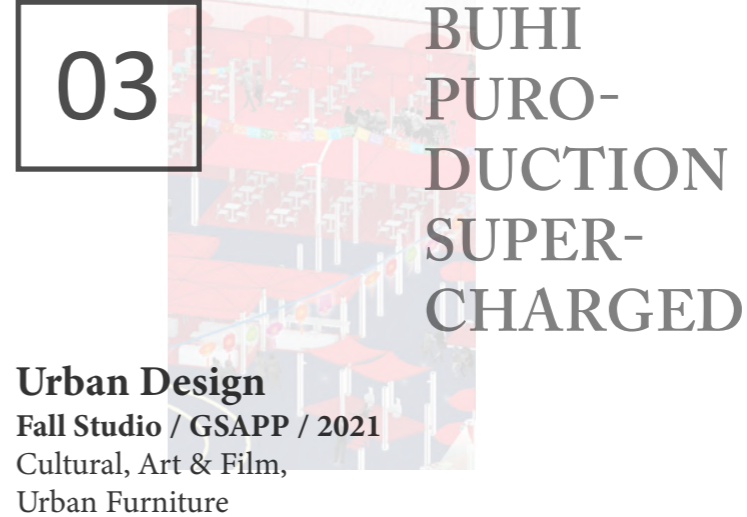 03
BUHI
PURO-
DUCTION
SUPER-
CHARGED
Urban Design
Fall Studio / GSAPP / 2021
Cultural, Art & Film,
Urban Furniture